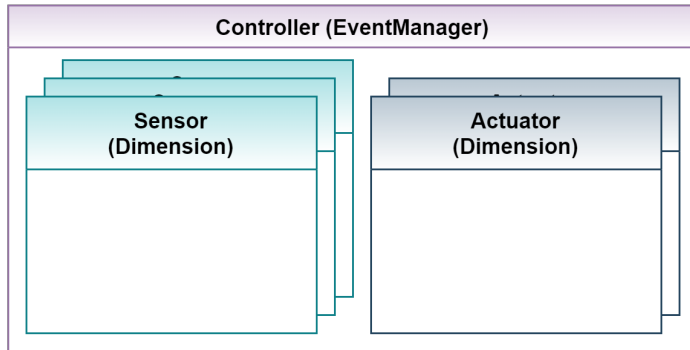 Controller (EventManager)
Sensor
(Dimension)
Actuator
(Dimension)